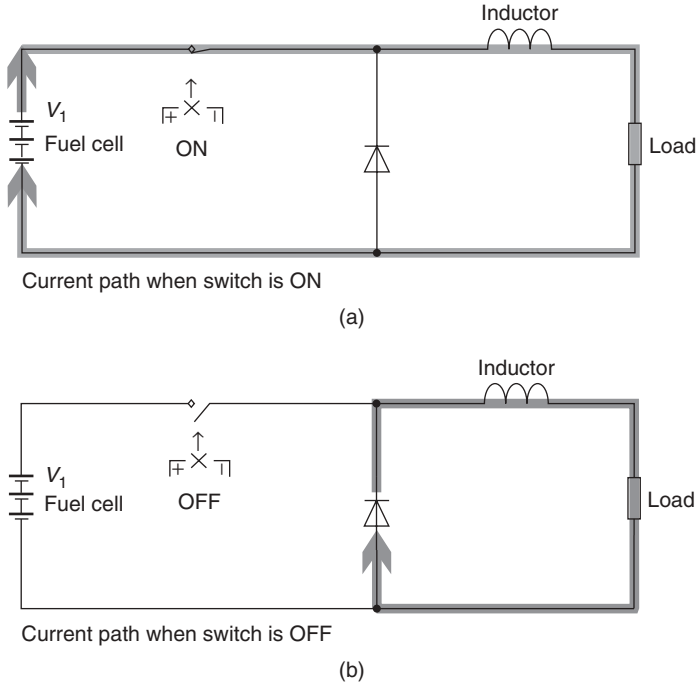 Inductor
V1
Fuel cell
ON
Load
Current path when switch is ON
(a)
Inductor
V1
Fuel cell
OFF
Load
Current path when switch is OFF
(b)